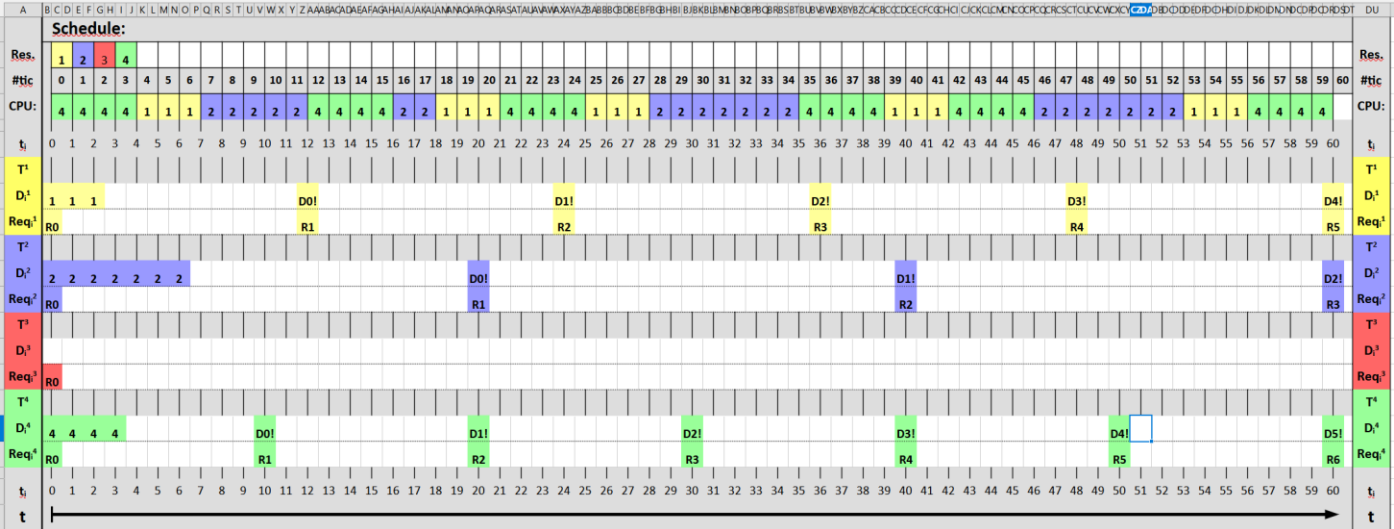 A B C D E F G H I J K L M N O P Q R S T U V W X Y Z DU
Schedule:
Res. 1 2 3 4 Res.
#tic 0 1 2 3 4 5 6 7 8 9 10 11 12 13 14 15 16 17 18 19 20 21 22 23 24 25 26 27 28 29 30 31 32 33 34 35 36 37 38 39 40 41 42 43 44 45 46 47 48 49 50 51 52 53 54 55 56 57 58 59 60 #tic
CPU: 4 4 4 4 1 1 1 2 2 2 2 2 4 4 4 4 2 2 1 1 1 4 4 4 4 1 1 1 2 2 2 2 2 2 2 4 4 4 4 1 1 1 4 4 4 4 2 2 2 2 2 2 2 1 1 1 4 4 4 4 CPU:
tᵢ 0 1 2 3 4 5 6 7 8 9 10 11 12 13 14 15 16 17 18 19 20 21 22 23 24 25 26 27 28 29 30 31 32 33 34 35 36 37 38 39 40 41 42 43 44 45 46 47 48 49 50 51 52 53 54 55 56 57 58 59 60 tᵢ
T¹ T¹
Dᵢ¹ 1 1 1 D0! D1! D2! D3! D4! Dᵢ¹
Reqᵢ¹ R0 R1 R2 R3 R4 R5 Reqᵢ¹
T² T²
Dᵢ² 2 2 2 2 2 2 2 D0! D1! D2! Dᵢ²
Reqᵢ² R0 R1 R2 R3 Reqᵢ²
T³ T³
Dᵢ³ Dᵢ³
Reqᵢ³ R0 Reqᵢ³
T⁴ T⁴
Dᵢ⁴ 4 4 4 4 D0! D1! D2! D3! D4! D5! Dᵢ⁴
Reqᵢ⁴ R0 R1 R2 R3 R4 R5 R6 Reqᵢ⁴
tᵢ 0 1 2 3 4 5 6 7 8 9 10 11 12 13 14 15 16 17 18 19 20 21 22 23 24 25 26 27 28 29 30 31 32 33 34 35 36 37 38 39 40 41 42 43 44 45 46 47 48 49 50 51 52 53 54 55 56 57 58 59 60 tᵢ
t t